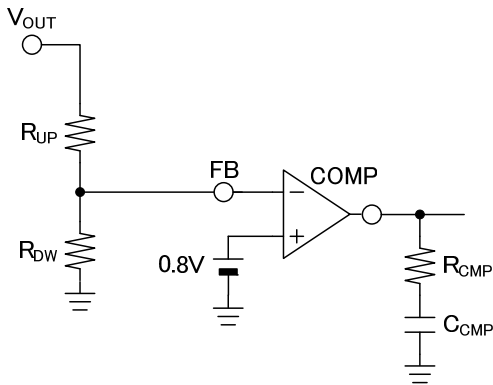 VOUT
RUP
FB
COMP
−
+
RDW
0.8V
RCMP
CCMP